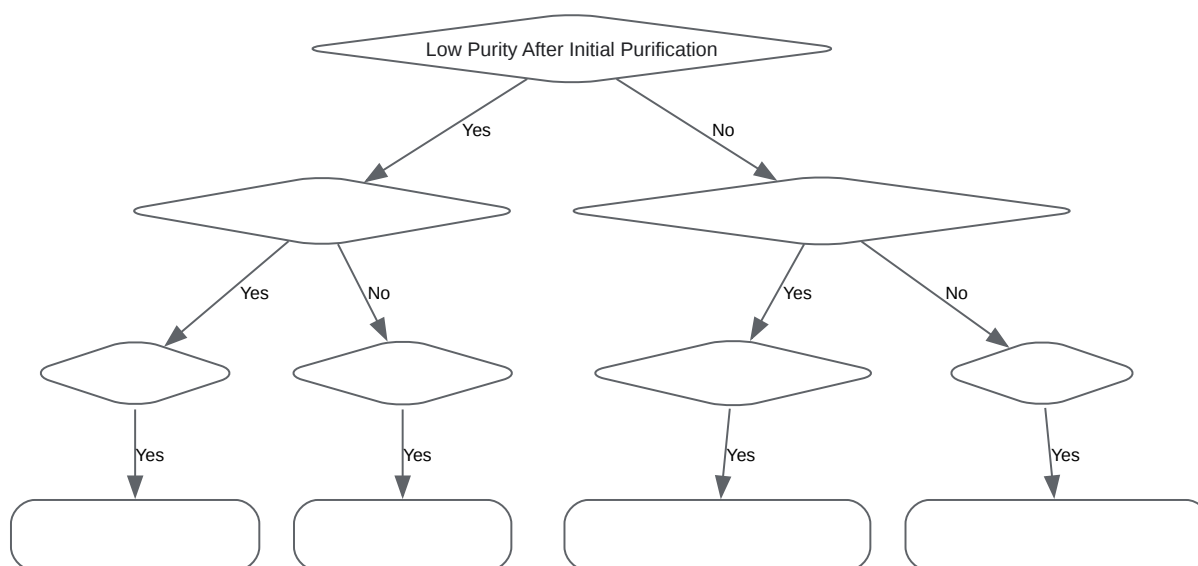 Low Purity After Initial Purification
Yes
No
Yes
No
Yes
No
Yes
Yes
Yes
Yes